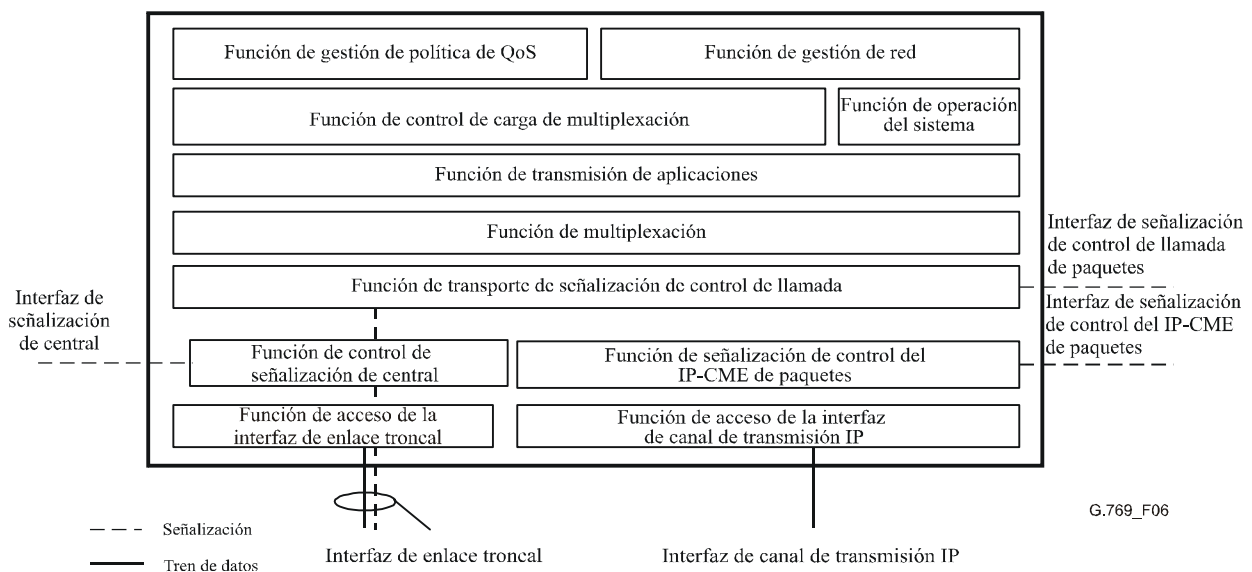 Función de gestión de política de QoS
Función de gestión de red
Función de control de carga de multiplexación
Función de operación
del sistema
Función de transmisión de aplicaciones
Función de multiplexación
Interfaz de señalización
de control de llamada
de paquetes
Función de transporte de señalización de control de llamada
Interfaz de
señalización
de central
Interfaz de señalización
de control del IP-CME
de paquetes
Función de control de
señalización de central
Función de señalización de control del
IP-CME de paquetes
Función de acceso de la
interfaz de enlace troncal
Función de acceso de la interfaz
de canal de transmisión IP
G.769_F06
Señalización
Tren de datos
Interfaz de enlace troncal
Interfaz de canal de transmisión IP